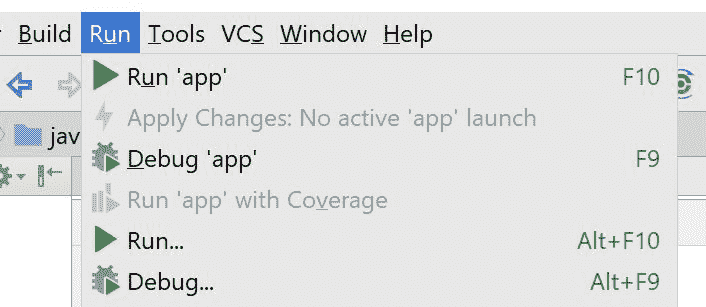 Build Run Tools VCS Window Help
Run 'app' F10
Apply Changes: No active 'app' launch
jav
Debug 'app' F9
Run 'app' with Coverage
Run... Alt+F10
Debug... Alt+F9